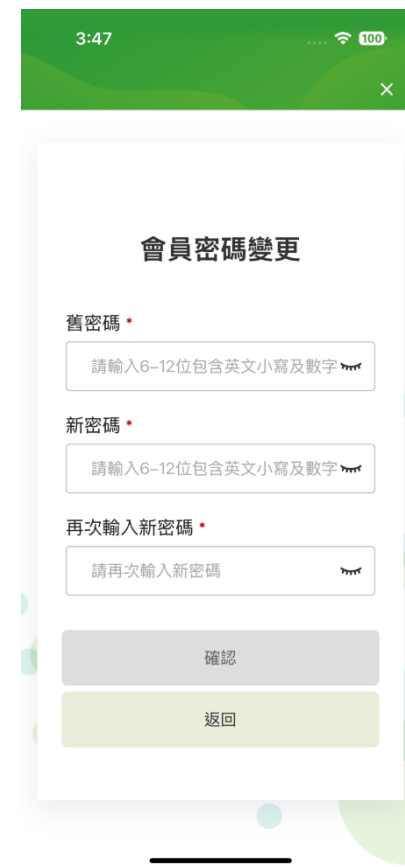 3:47
100
會員密碼變更
舊密碼 *
請輸入6–12位包含英文小寫及數字
新密碼 *
請輸入6–12位包含英文小寫及數字
再次輸入新密碼 *
請再次輸入新密碼
確認
返回